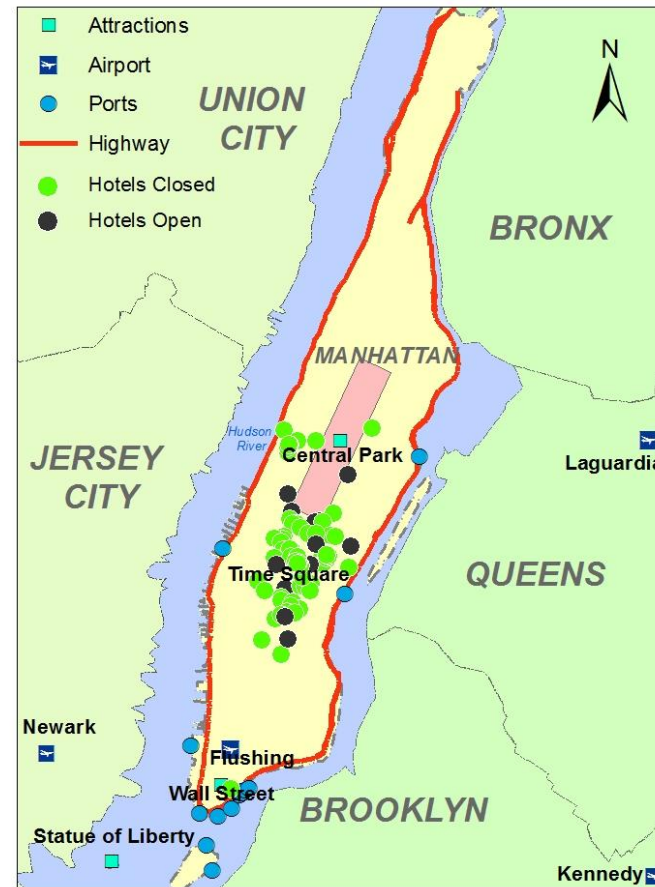 Attractions
Airport
Ports
Highway
Hotels Closed
Hotels Open
N
UNION
CITY
BRONX
MANHATTAN
Hudson
River
Central Park
JERSEY
CITY
Laguardia
Time Square
QUEENS
Newark
Flushing
Wall Street
BROOKLYN
Statue of Liberty
Kennedy